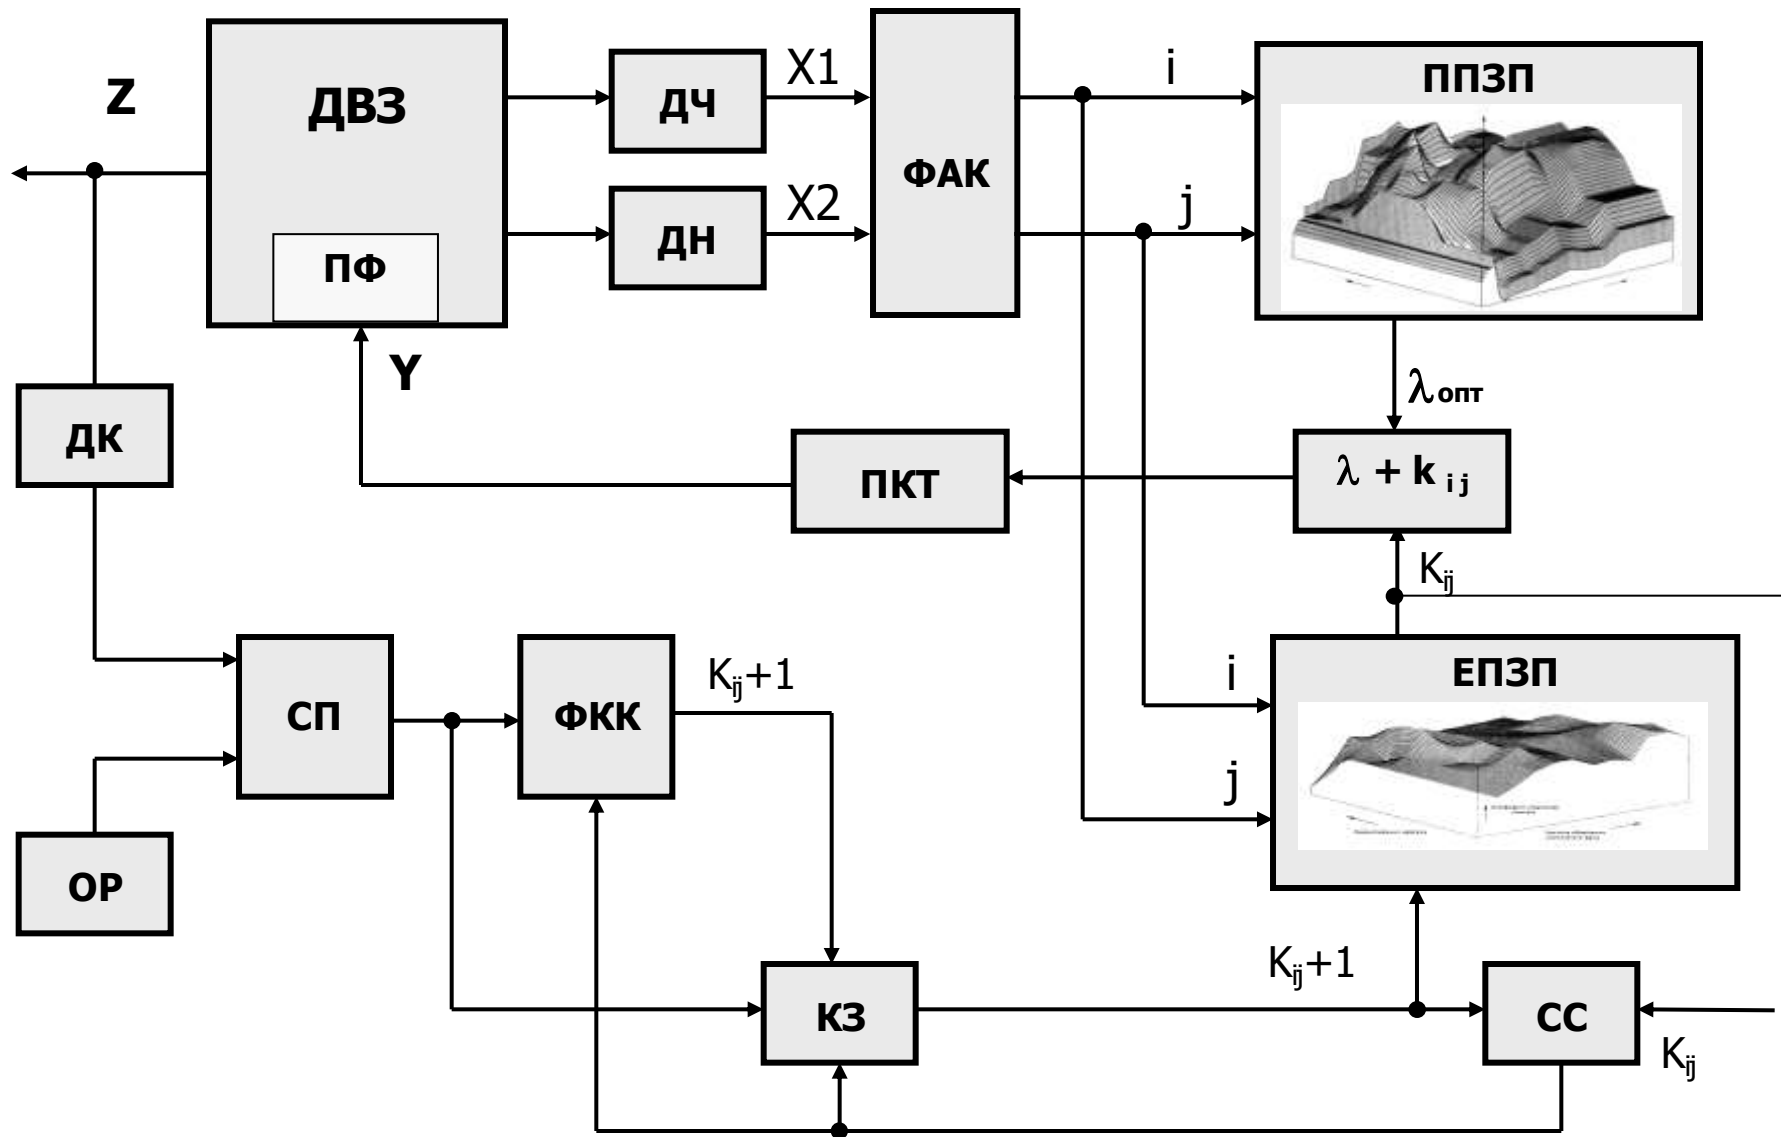 Z
ДВЗ
ПФ
ДЧ
X1
ДН
X2
ФАК
i
j
ППЗП
Y
λопт
ДК
ПКТ
λ + k i j
Kij
СП
ФКК
Kij+1
i
j
ЕПЗП
ОР
КЗ
Kij+1
СС
Kij